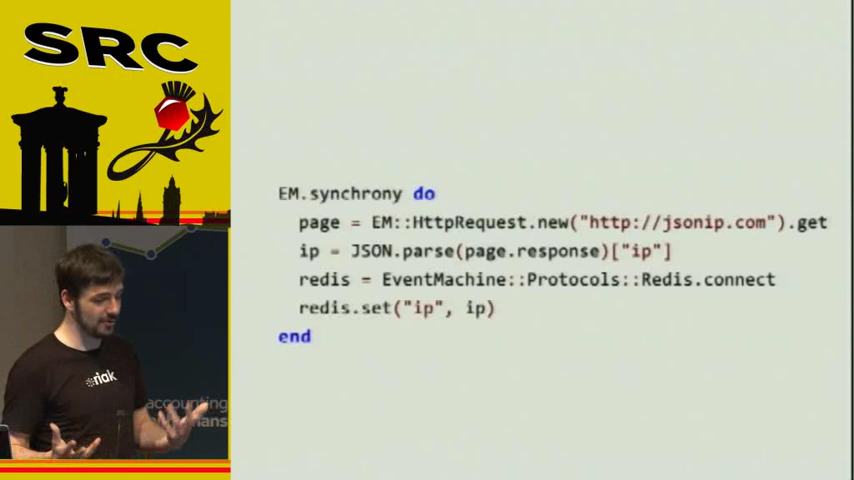 SRC
EM.synchrony do
page = EM::HttpRequest.new("http://jsonip.com").get
ip = JSON.parse(page.response)["ip"]
redis = EventMachine::Protocols::Redis.connect
redis.set("ip", ip)
end
riak
accounting